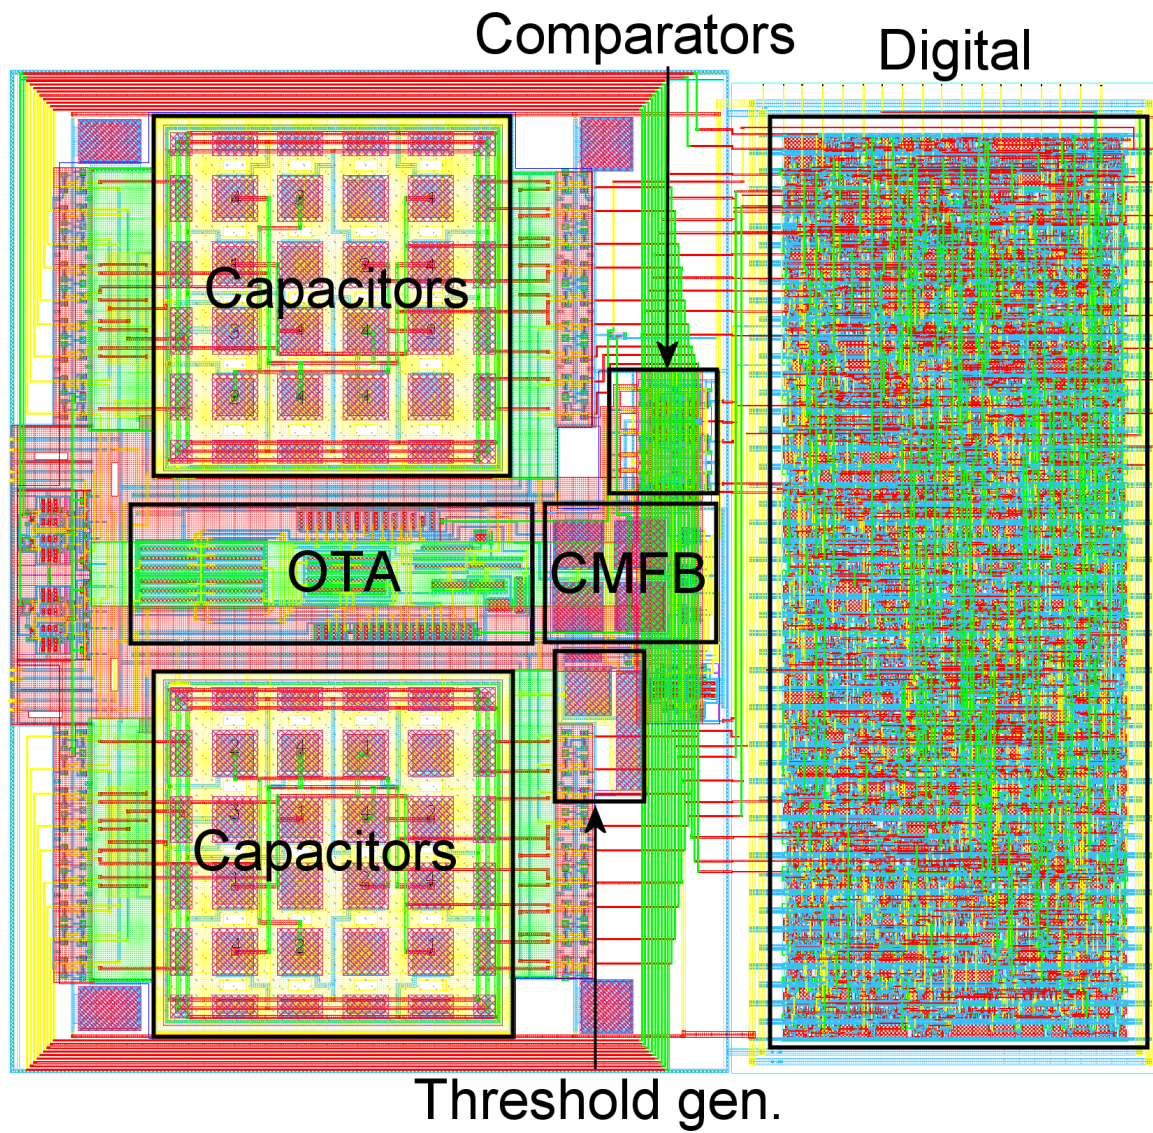 Comparators
Digital
Capacitors
OTA
CMFB
Capacitors
Threshold gen.